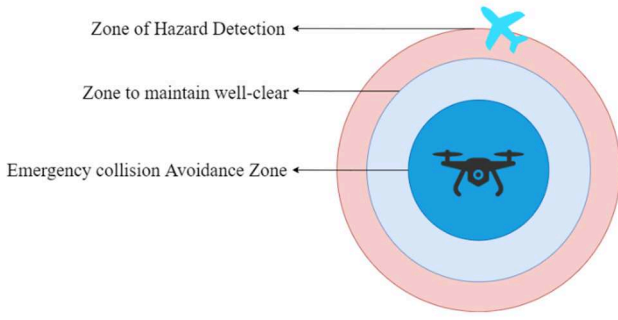 Zone of Hazard Detection
Zone to maintain well-clear
Emergency collision Avoidance Zone